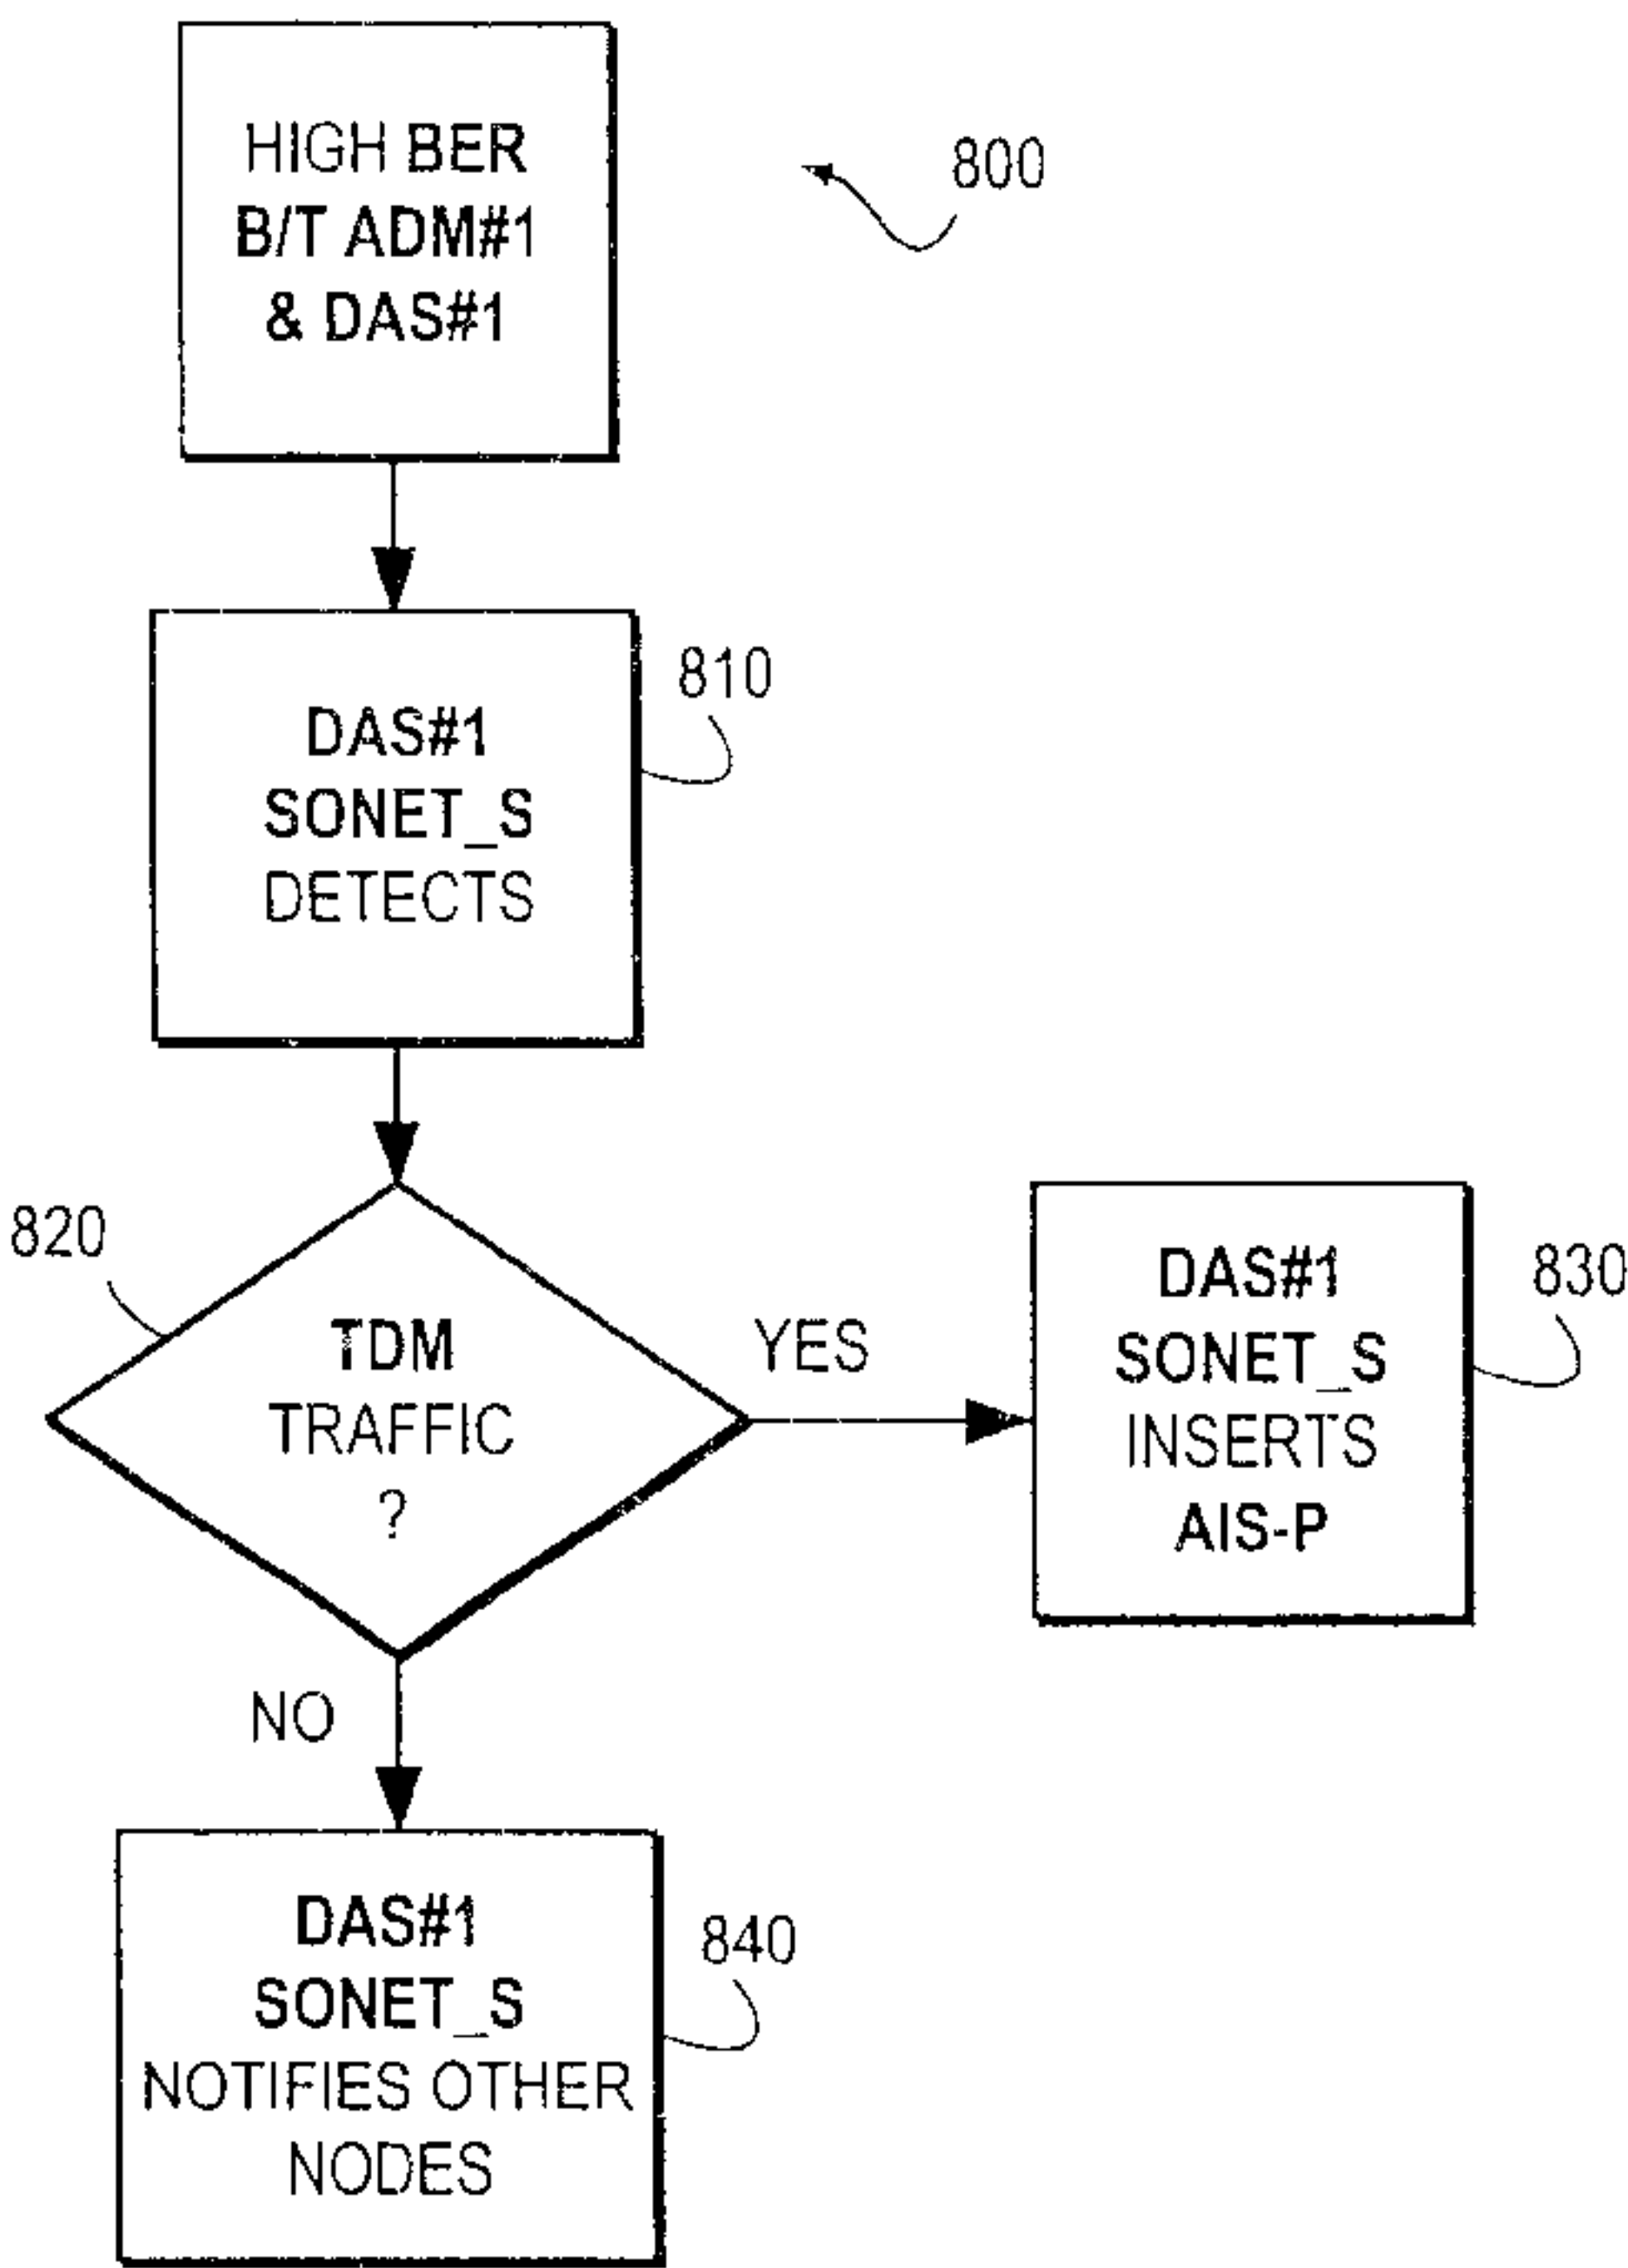 HIGH BER
B/T ADM#1
& DAS#1
800
DAS#1
SONET_S
DETECTS
810
820
TDM
TRAFFIC
?
YES
DAS#1
SONET_S
INSERTS
AIS-P
830
NO
DAS#1
SONET_S
NOTIFIES OTHER
NODES
840